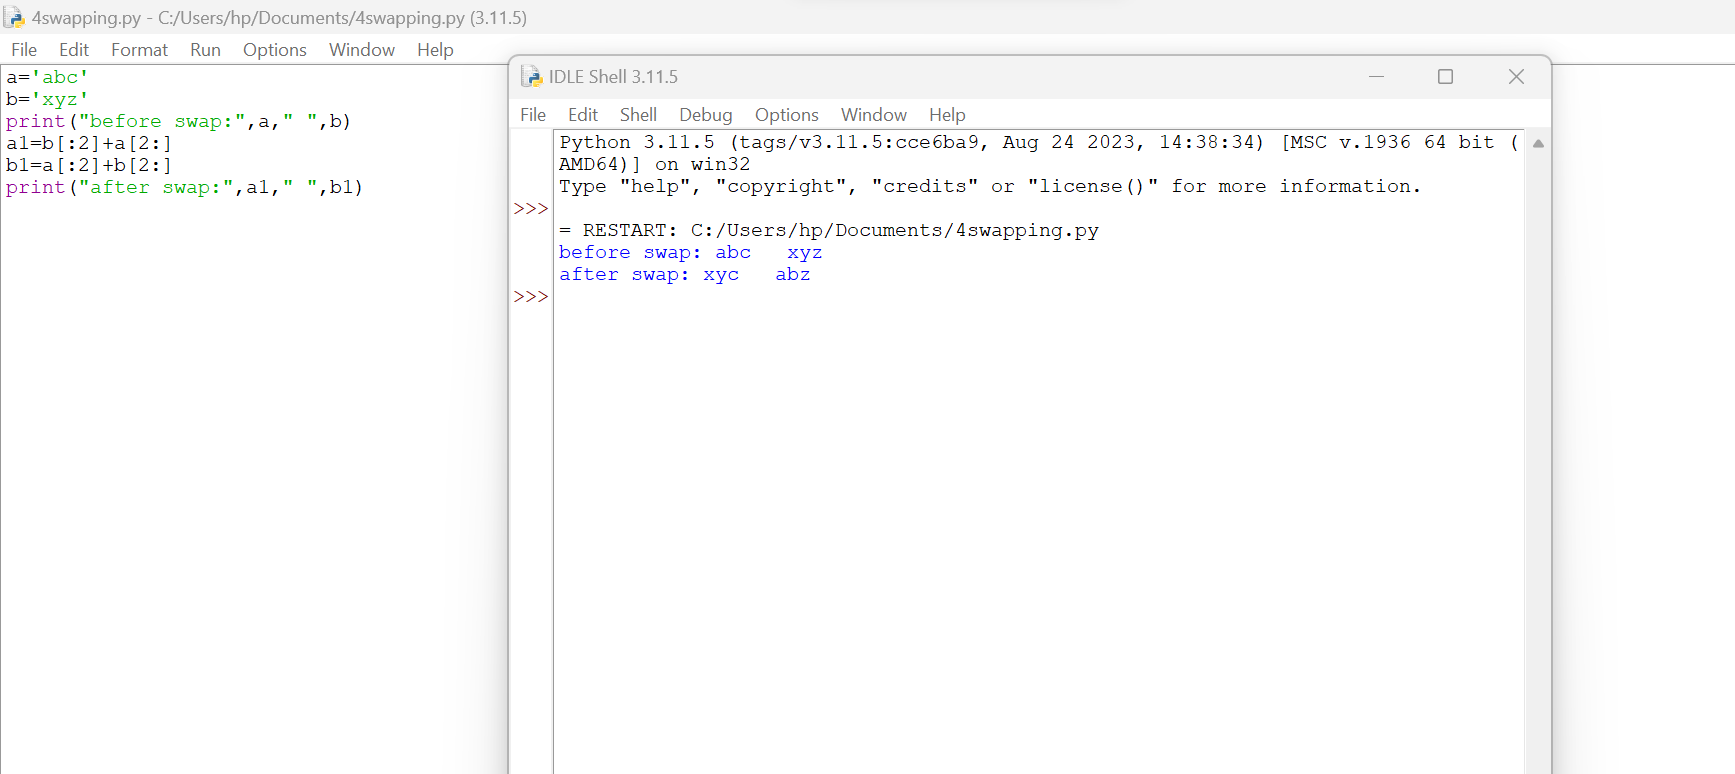 4swapping.py - C:/Users/hp/Documents/4swapping.py (3.11.5)
File Edit Format Run Options Window Help
a='abc'
b='xyz'
print("before swap:",a," ",b)
a1=b[:2]+a[2:]
b1=a[:2]+b[2:]
print("after swap:",a1," ",b1)
IDLE Shell 3.11.5
File Edit Shell Debug Options Window Help
Python 3.11.5 (tags/v3.11.5:cce6ba9, Aug 24 2023, 14:38:34) [MSC v.1936 64 bit (
AMD64)] on win32
Type "help", "copyright", "credits" or "license()" for more information.
>>>
= RESTART: C:/Users/hp/Documents/4swapping.py
before swap: abc   xyz
after swap: xyc   abz
>>>